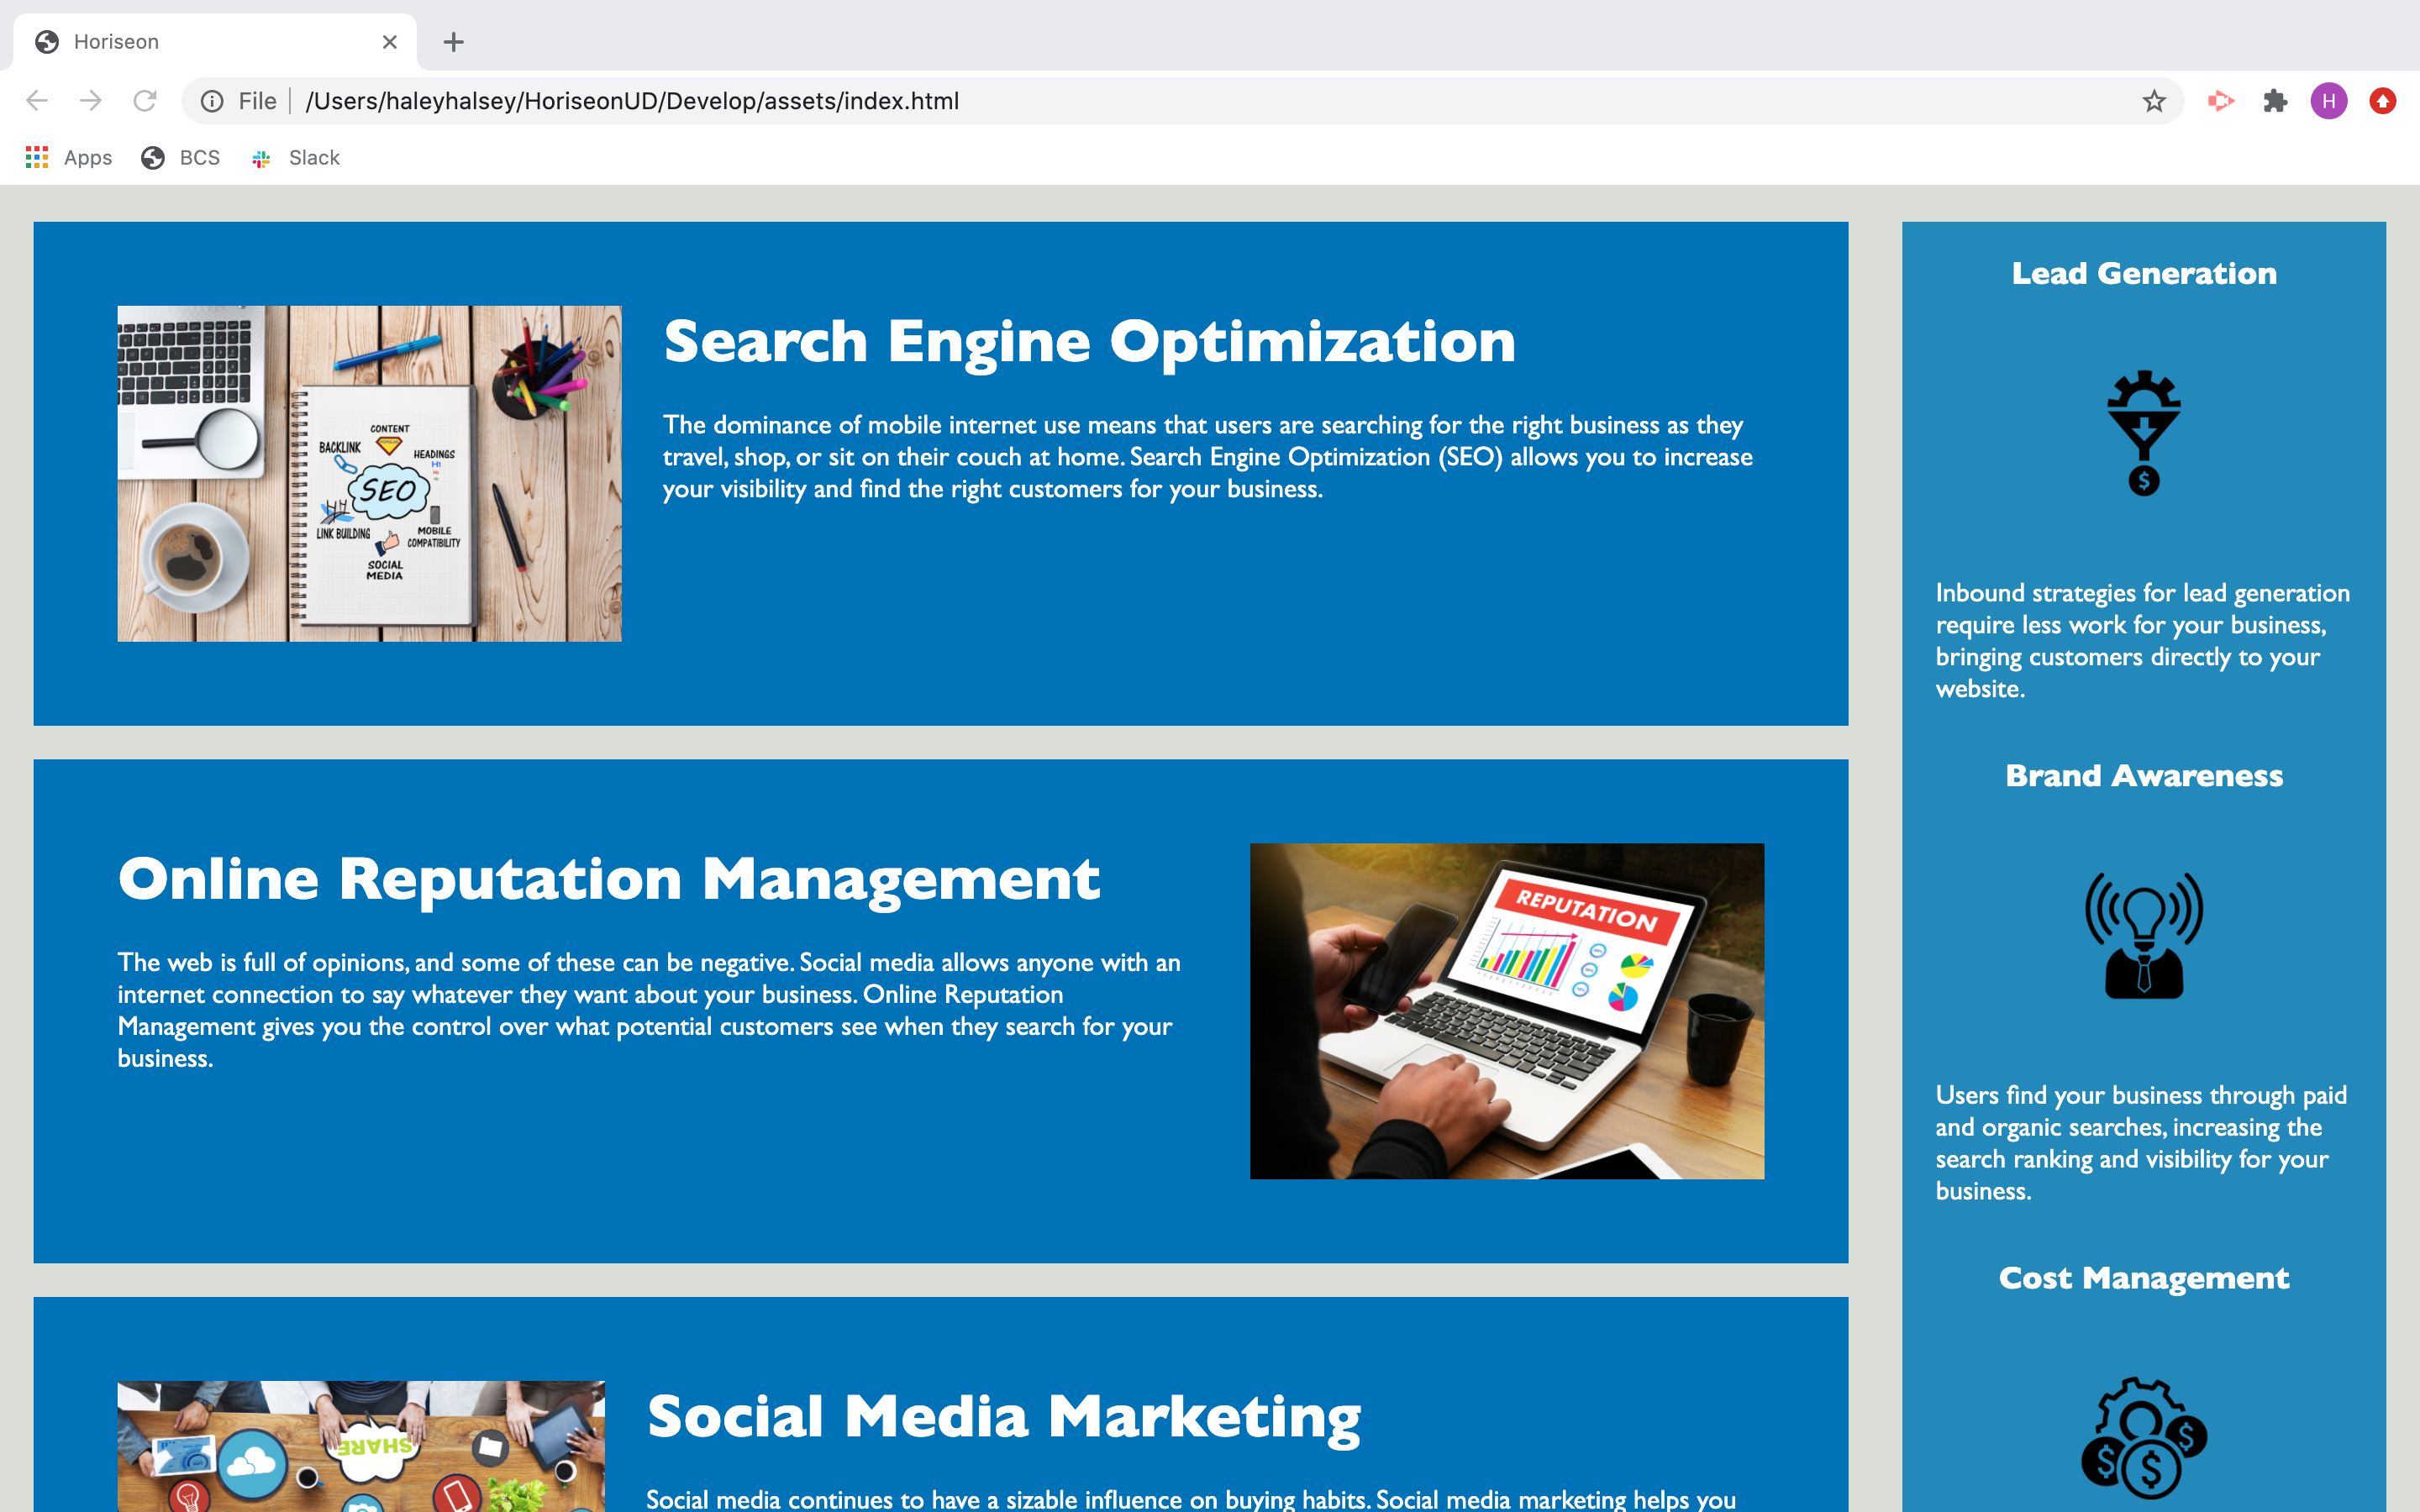 Horiseon
File | /Users/haleyhalsey/HoriseonUD/Develop/assets/index.html
H
Apps BCS Slack
Search Engine Optimization
The dominance of mobile internet use means that users are searching for the right business as they
travel, shop, or sit on their couch at home. Search Engine Optimization (SEO) allows you to increase
your visibility and find the right customers for your business.
CONTENT
BACKLINK
HEADINGS
H1
SEO
LINK BUILDING
MOBILE
COMPATIBILITY
SOCIAL
MEDIA
Online Reputation Management
The web is full of opinions, and some of these can be negative. Social media allows anyone with an
internet connection to say whatever they want about your business. Online Reputation
Management gives you the control over what potential customers see when they search for your
business.
REPUTATION
Social Media Marketing
Social media continues to have a sizable influence on buying habits. Social media marketing helps you
SHARE
Lead Generation
$
Inbound strategies for lead generation
require less work for your business,
bringing customers directly to your
website.
Brand Awareness
Users find your business through paid
and organic searches, increasing the
search ranking and visibility for your
business.
Cost Management
$
$
$